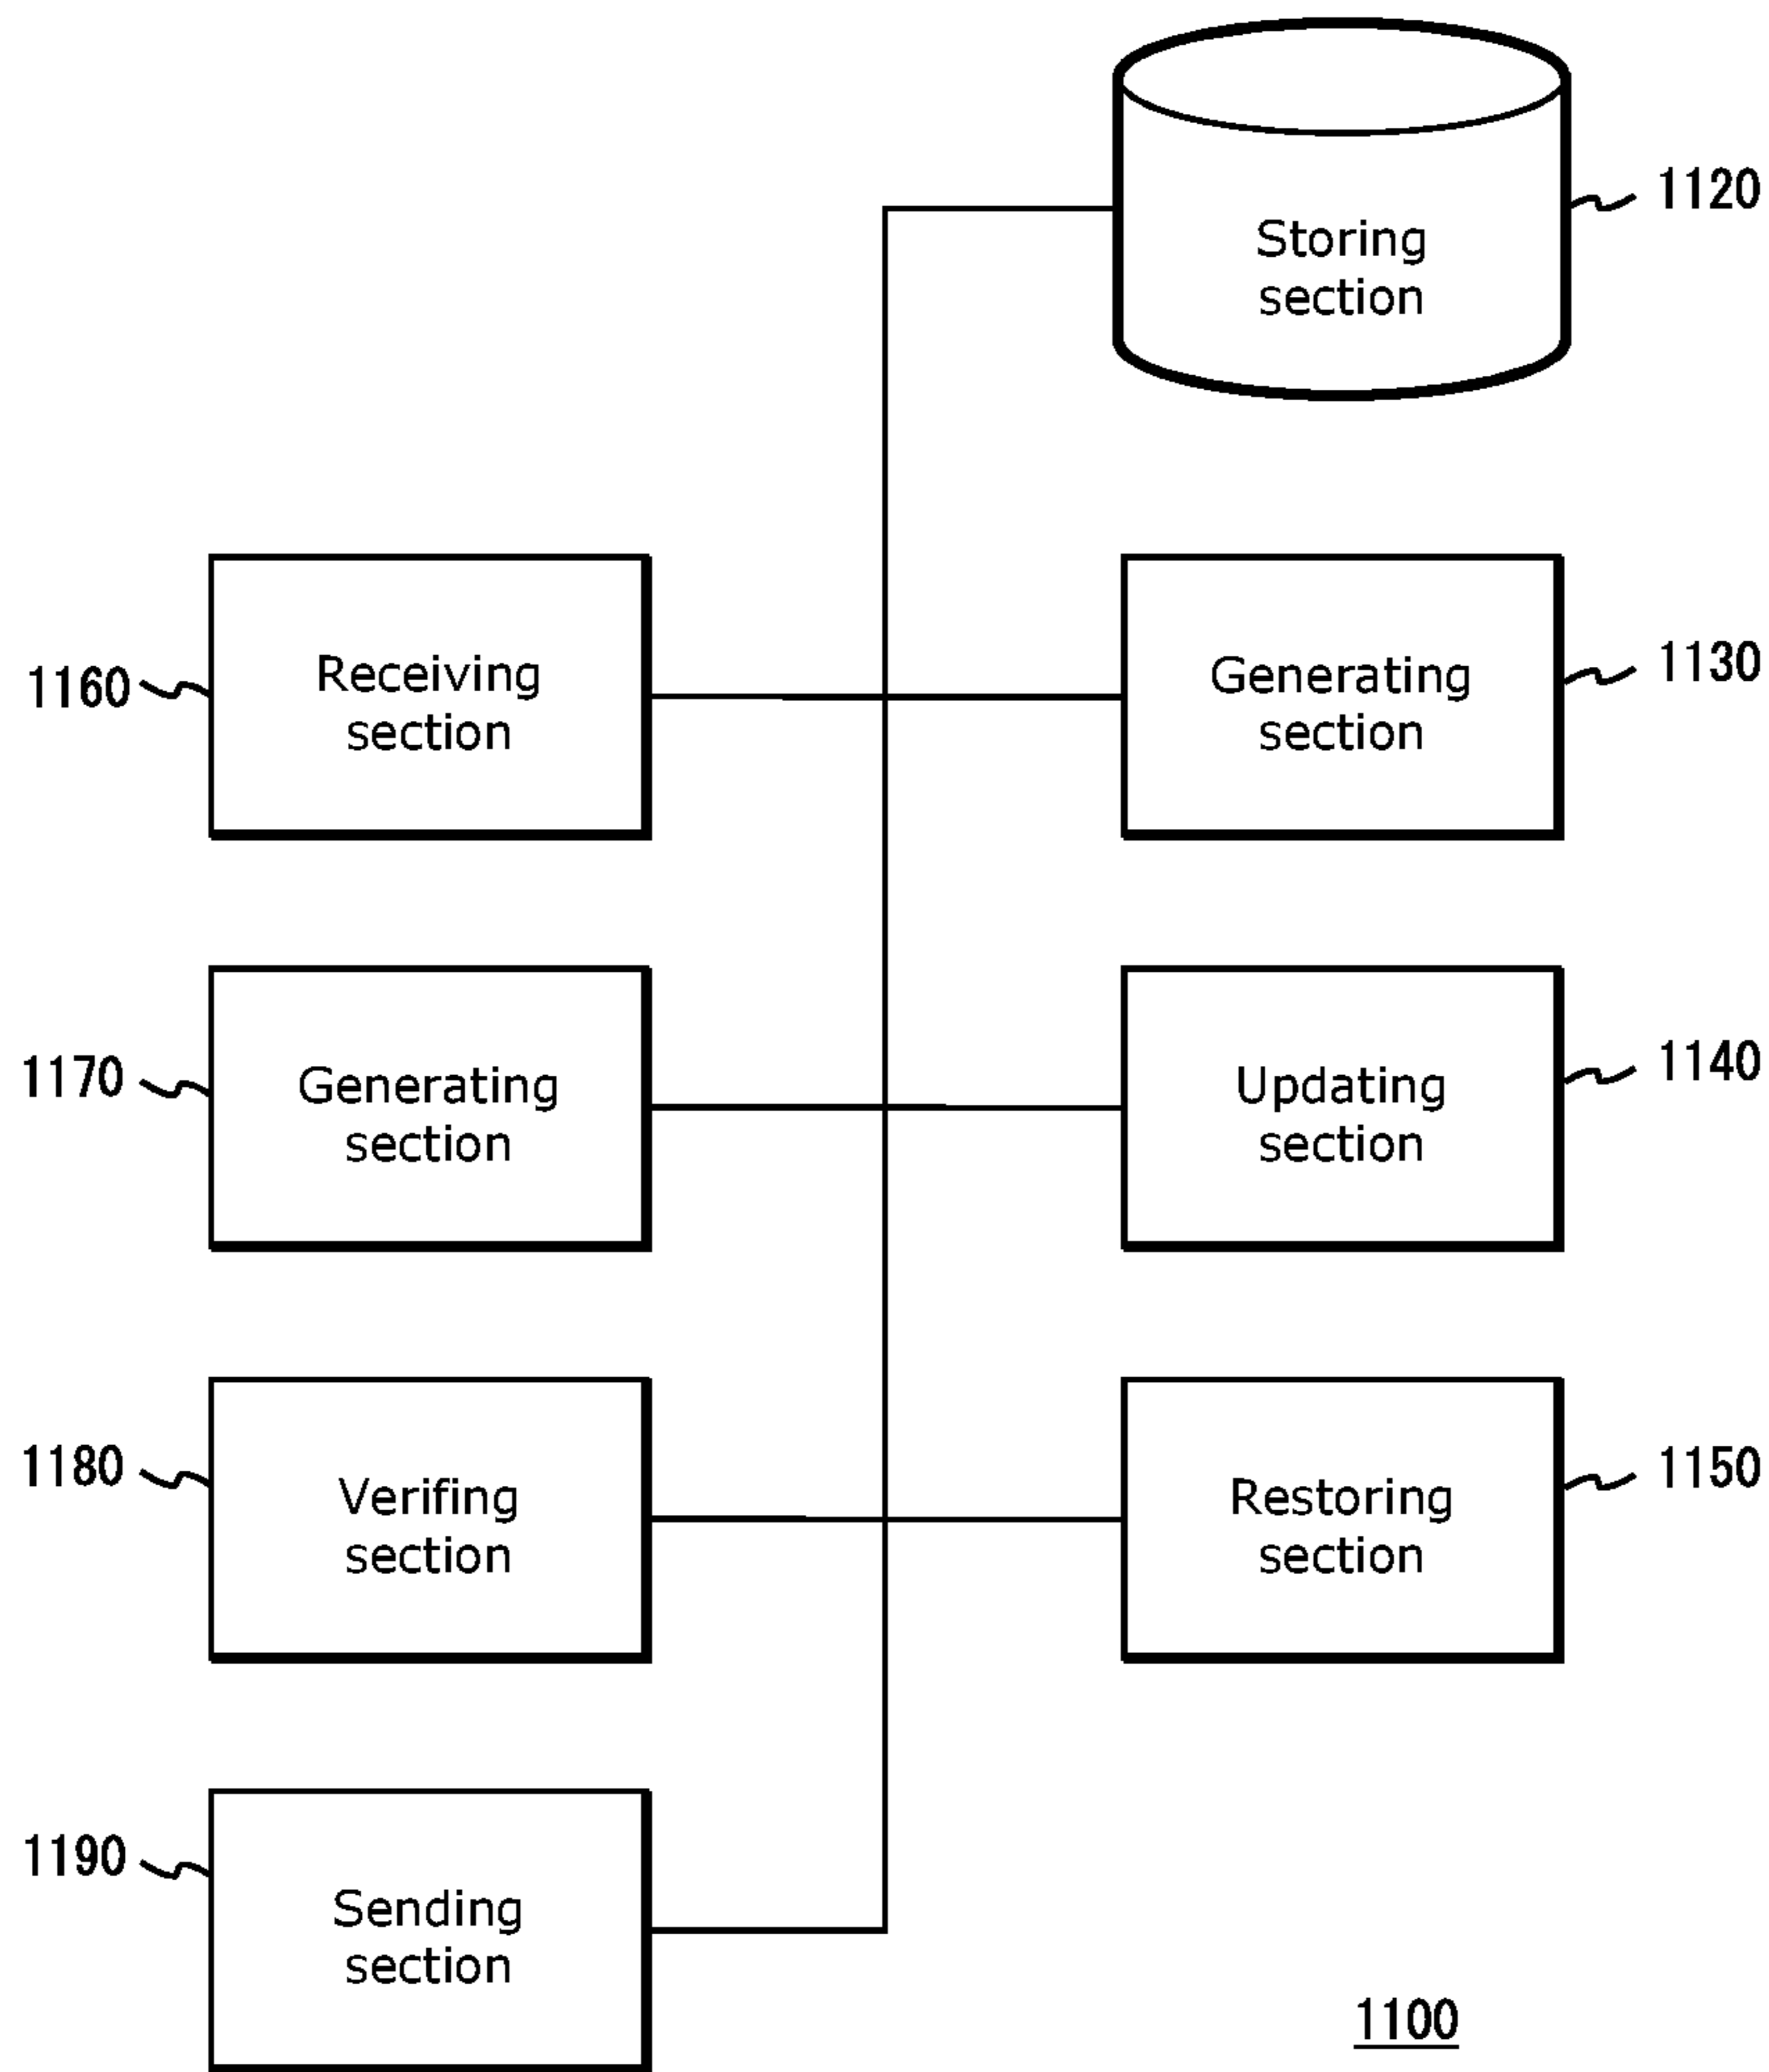 1120
Storing
section
1160
Receiving
section
Generating
section
1130
1170
Generating
section
Updating
section
1140
1180
Verifing
section
Restoring
section
1150
1190
Sending
section
1100